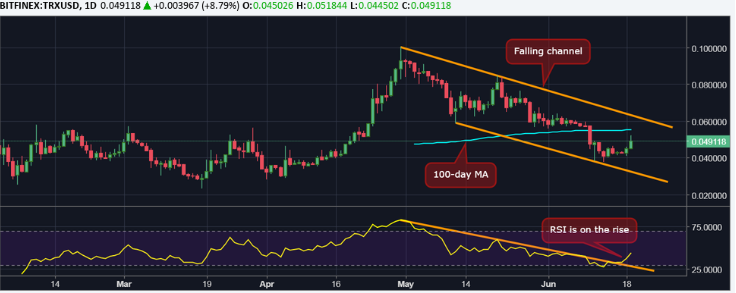 BITFINEX:TRXUSD, 1D 0.049118 ▲ +0.003967 (+8.79%) O:0.045026 H:0.051844 L:0.044502 C:0.049118
Falling channel
100-day MA
0.100000
0.080000
0.060000
0.049118
0.040000
0.020000
RSI is on the rise
75.0000
25.0000
14 Mar 14 Apr 14 May 14 Jun 18